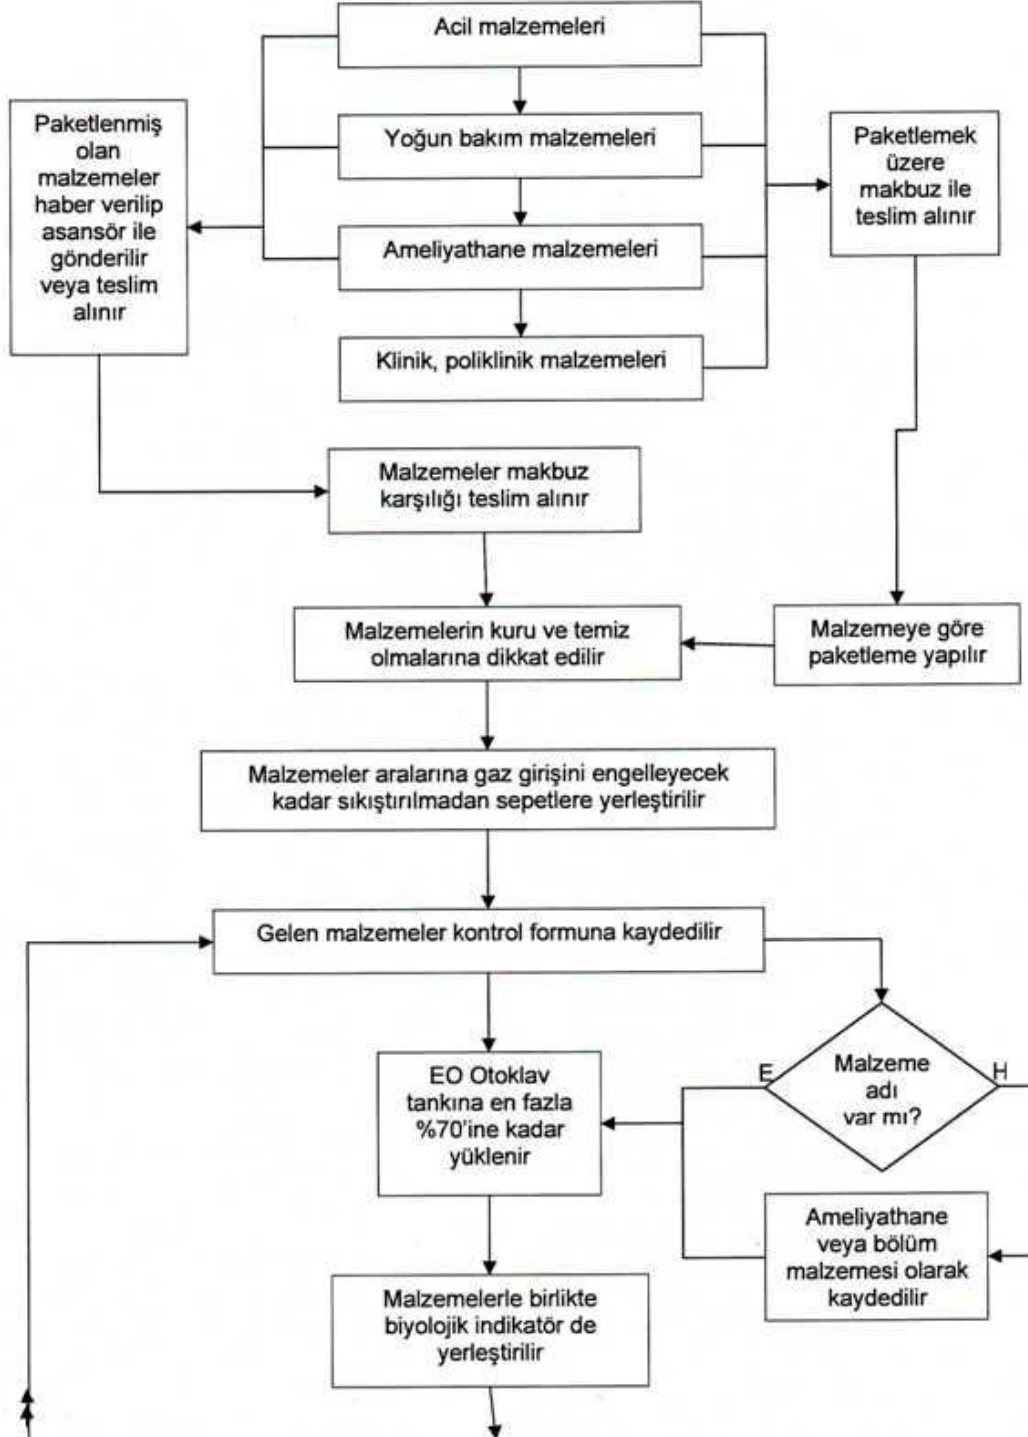 Acil malzemeleri
Paketlenmiş
olan
malzemeler
haber verilip
asansör ile
gönderilir
veya teslim
alınır
Yoğun bakım malzemeleri
Paketlemek
üzere
makbuz ile
teslim alınır
Ameliyathane malzemeleri
Klinik, poliklinik malzemeleri
Malzemeler makbuz
karşılığı teslim alınır
Malzemelerin kuru ve temiz
olmalarına dikkat edilir
Malzemeye göre
paketleme yapılır
Malzemeler aralarına gaz girişini engelleyecek
kadar sıkıştırılmadan sepetlere yerleştirilir
Gelen malzemeler kontrol formuna kaydedilir
EO Otoklav
tankına en fazla
%70'ine kadar
yüklenir
E
Malzeme
adı
var mı?
H
Ameliyathane
veya bölüm
malzemesi olarak
kaydedilir
Malzemelerle birlikte
biyolojik indikatör de
yerleştirilir